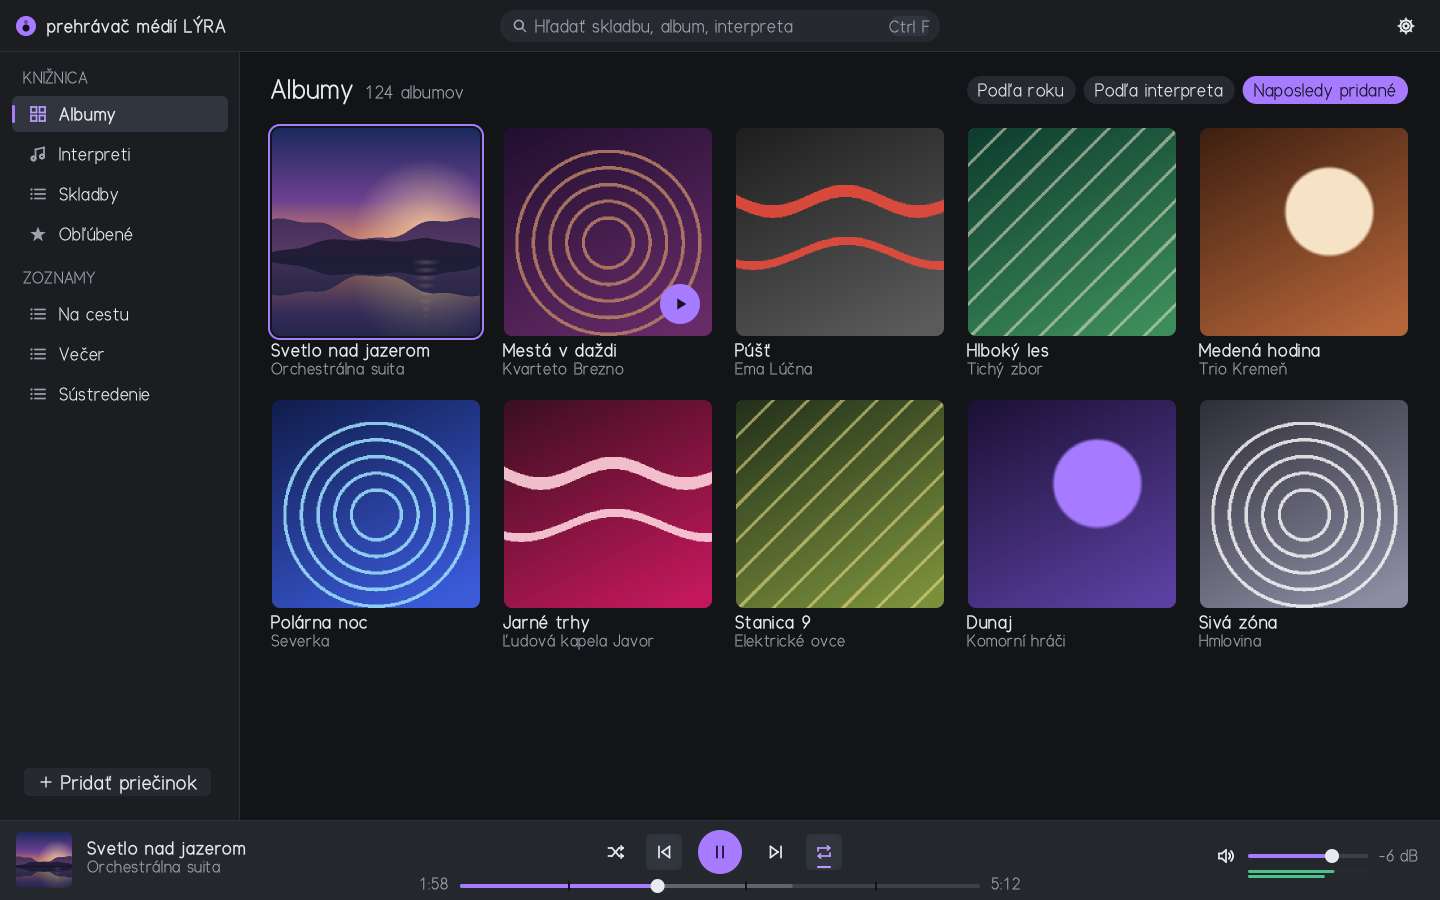 prehrávač médií LÝRA
Hľadať skladbu, album, interpreta
Ctrl F
KNIŽNICA
Albumy
Interpreti
Skladby
Obľúbené
ZOZNAMY
Na cestu
Večer
Sústredenie
+ Pridať priečinok
Albumy 124 albumov
Podľa roku
Podľa interpreta
Naposledy pridané
Svetlo nad jazerom
Orchestrálna suita
Mestá v daždi
Kvarteto Brezno
Púšť
Ema Lúčna
Hlboký les
Tichý zbor
Medená hodina
Trio Kremeň
Polárna noc
Severka
Jarné trhy
Ľudová kapela Javor
Stanica 9
Elektrické ovce
Dunaj
Komorní hráči
Sivá zóna
Hmlovina
Svetlo nad jazerom
Orchestrálna suita
1:58
5:12
-6 dB